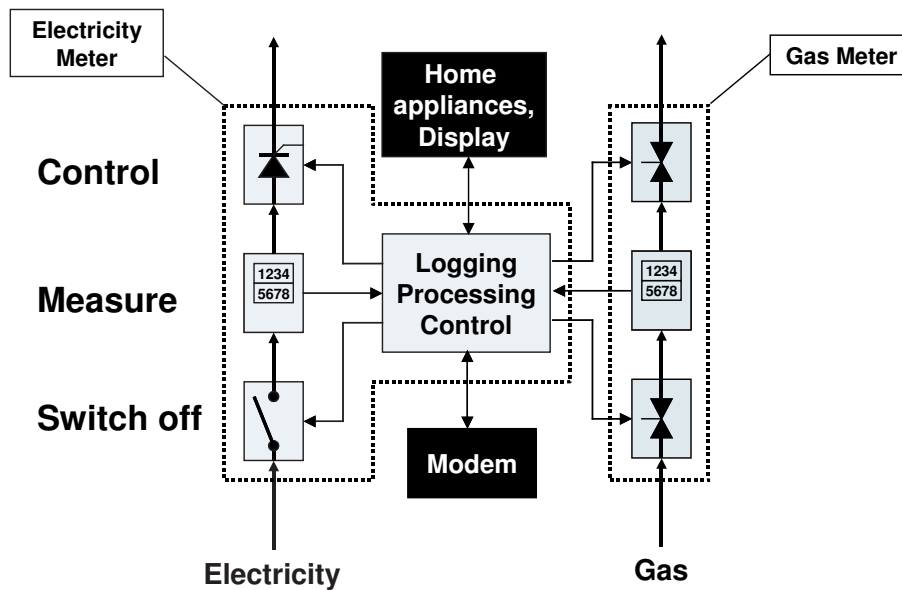 Electricity
Meter
Gas Meter
Home
appliances,
Display
Control
Measure
1234
5678
Logging
Processing
Control
1234
5678
Switch off
Modem
Electricity
Gas